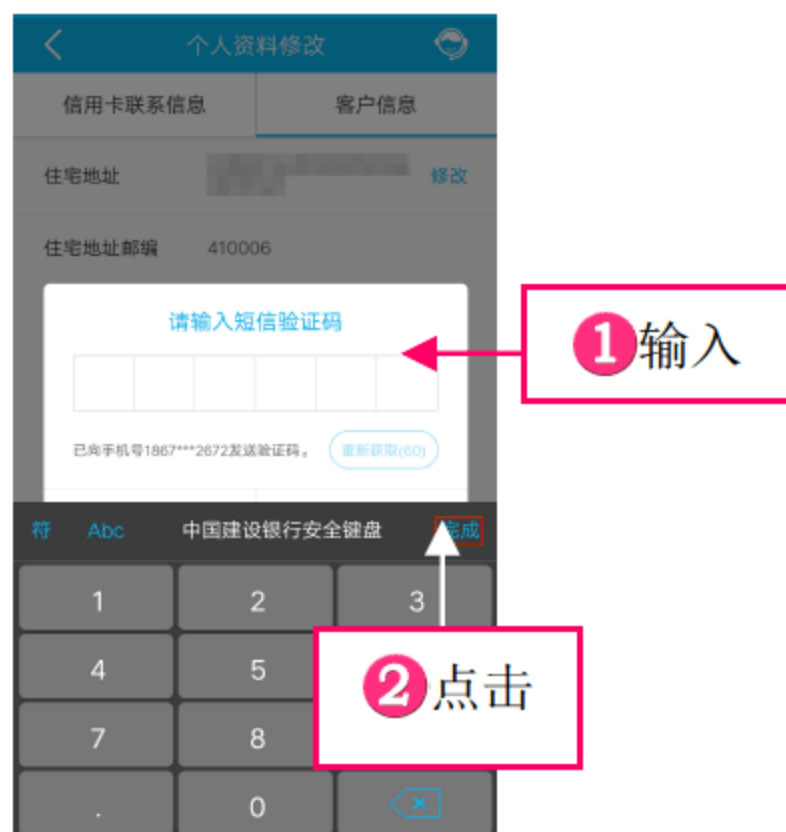 个人资料修改
信用卡联系信息 客户信息
住宅地址 修改
住宅地址邮编 410006
请输入短信验证码
1输入
已向手机号1867***2672发送验证码。 重新获取(60)
符 Abc 中国建设银行安全键盘 完成
1 2 3
4 5
2点击
7 8
. 0